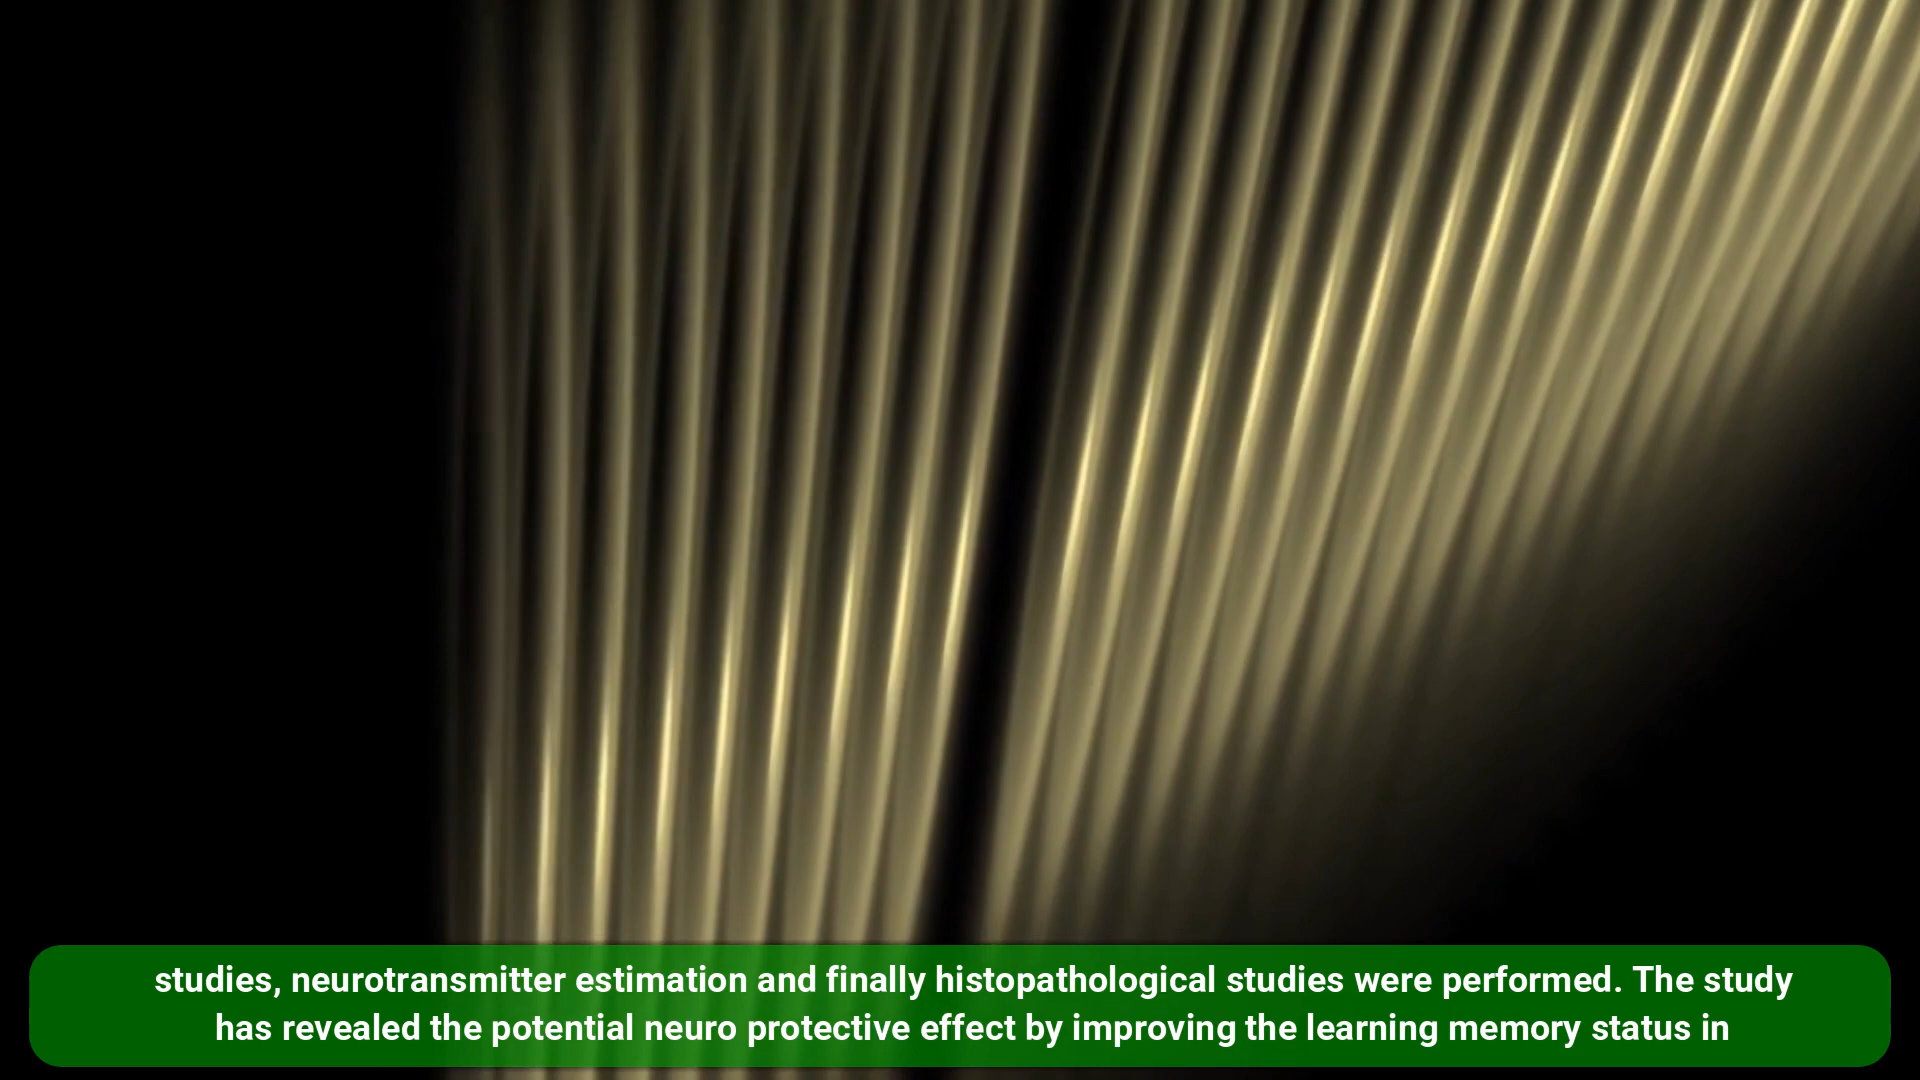 studies, neurotransmitter estimation and finally histopathological studies were performed. The study
has revealed the potential neuro protective effect by improving the learning memory status in